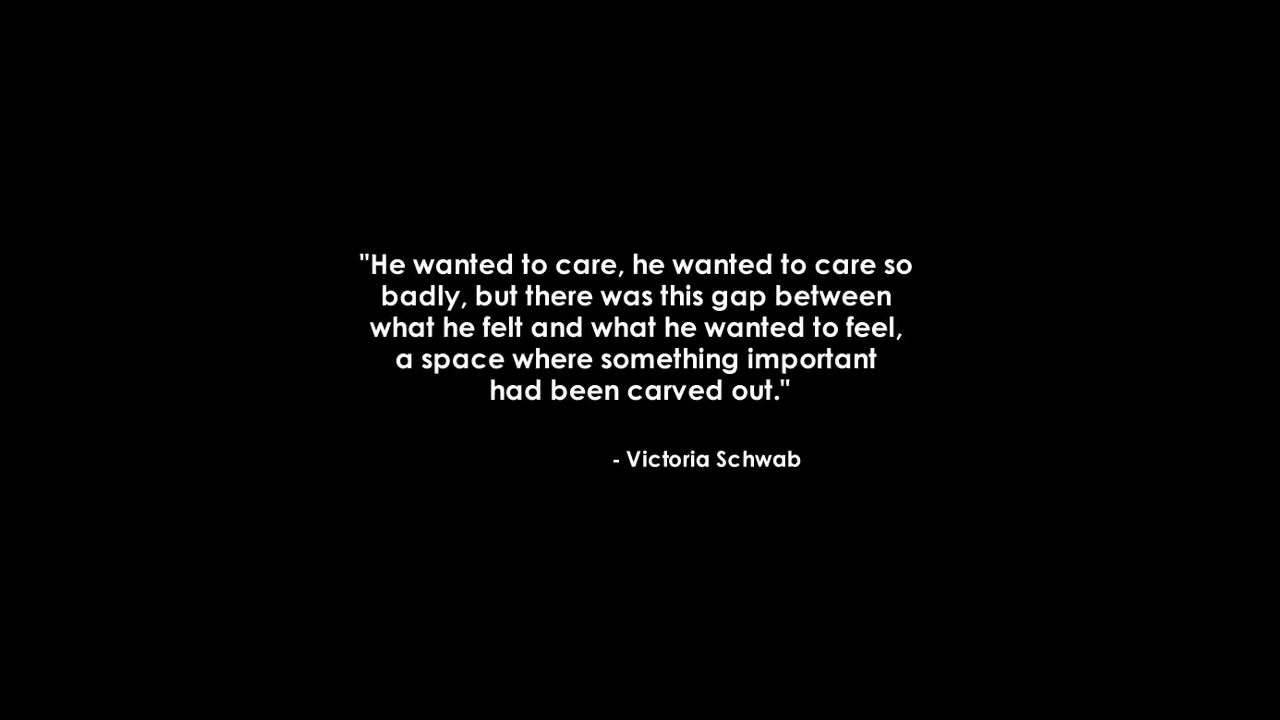 "He wanted to care, he wanted to care so
badly, but there was this gap between
what he felt and what he wanted to feel,
a space where something important
had been carved out."
- Victoria Schwab